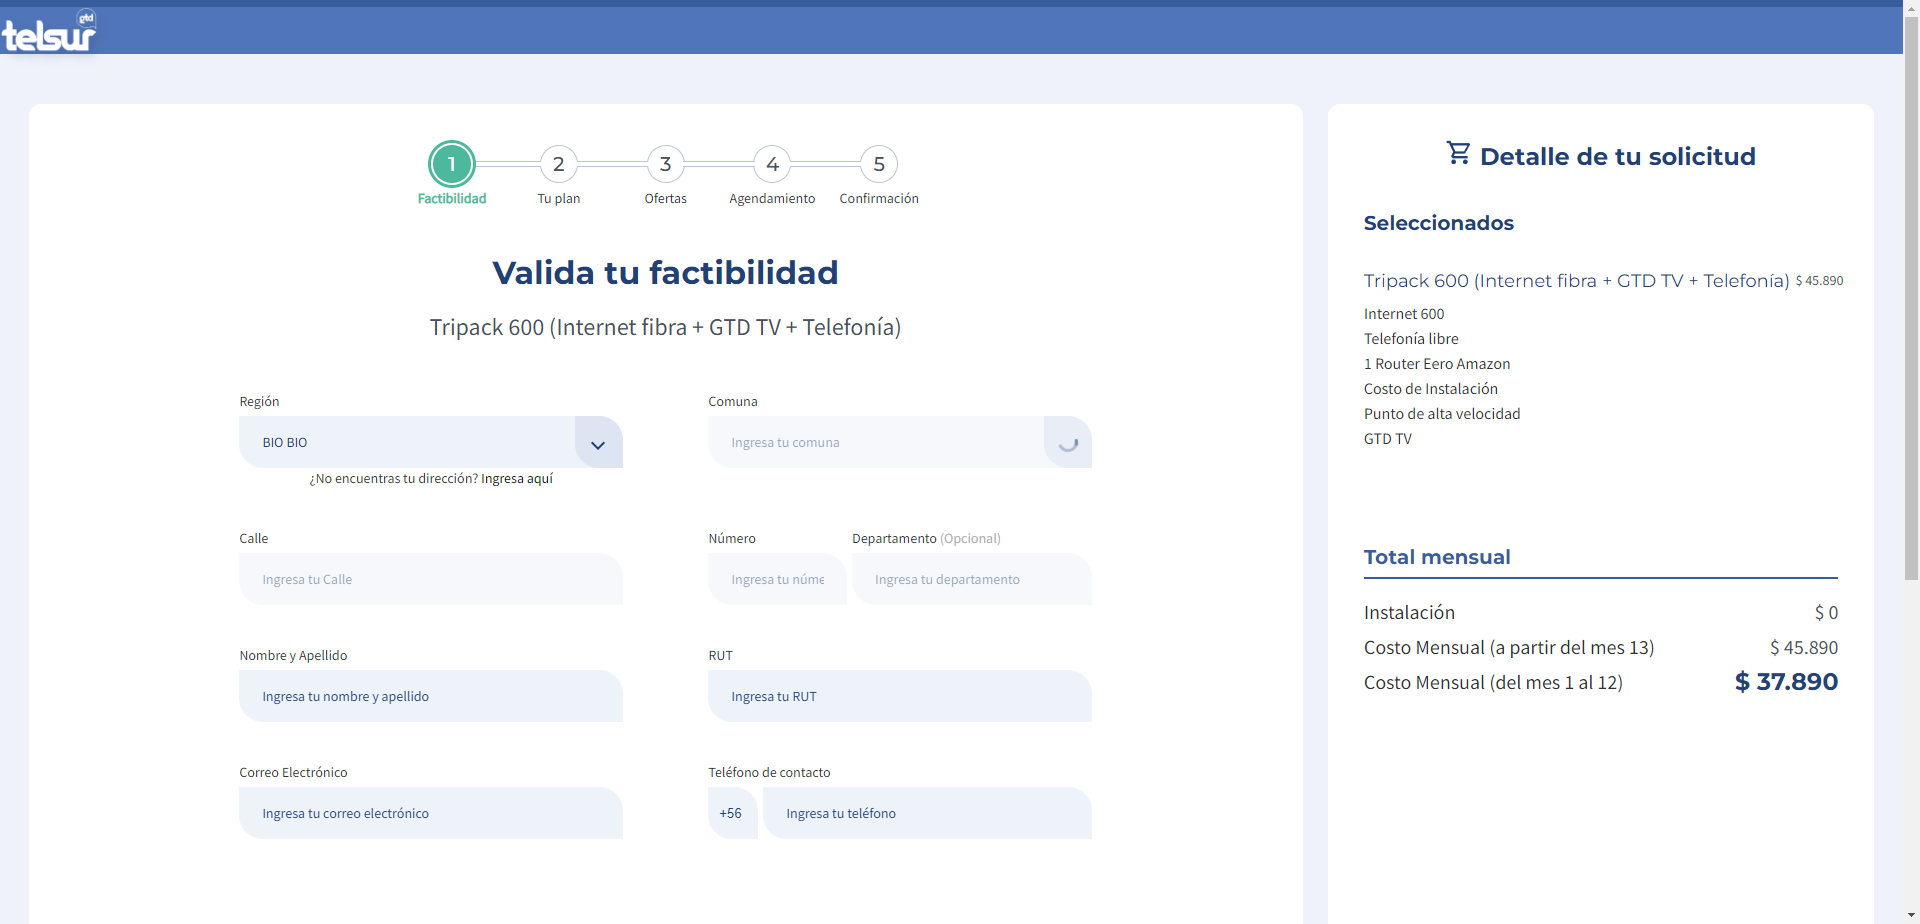 gtd
telsur
1
2
3
4
5
Factibilidad
Tu plan
Ofertas
Agendamiento
Confirmación
Valida tu factibilidad
Tripack 600 (Internet fibra + GTD TV + Telefonía)
Región
Comuna
BIO BIO
Ingresa tu comuna
¿No encuentras tu dirección? Ingresa aquí
Calle
Número
Departamento (Opcional)
Ingresa tu Calle
Ingresa tu núme
Ingresa tu departamento
Nombre y Apellido
RUT
Ingresa tu nombre y apellido
Ingresa tu RUT
Correo Electrónico
Teléfono de contacto
Ingresa tu correo electrónico
+56
Ingresa tu teléfono
Detalle de tu solicitud
Seleccionados
Tripack 600 (Internet fibra + GTD TV + Telefonía) $ 45.890
Internet 600
Telefonía libre
1 Router Eero Amazon
Costo de Instalación
Punto de alta velocidad
GTD TV
Total mensual
Instalación $ 0
Costo Mensual (a partir del mes 13) $ 45.890
Costo Mensual (del mes 1 al 12) $ 37.890